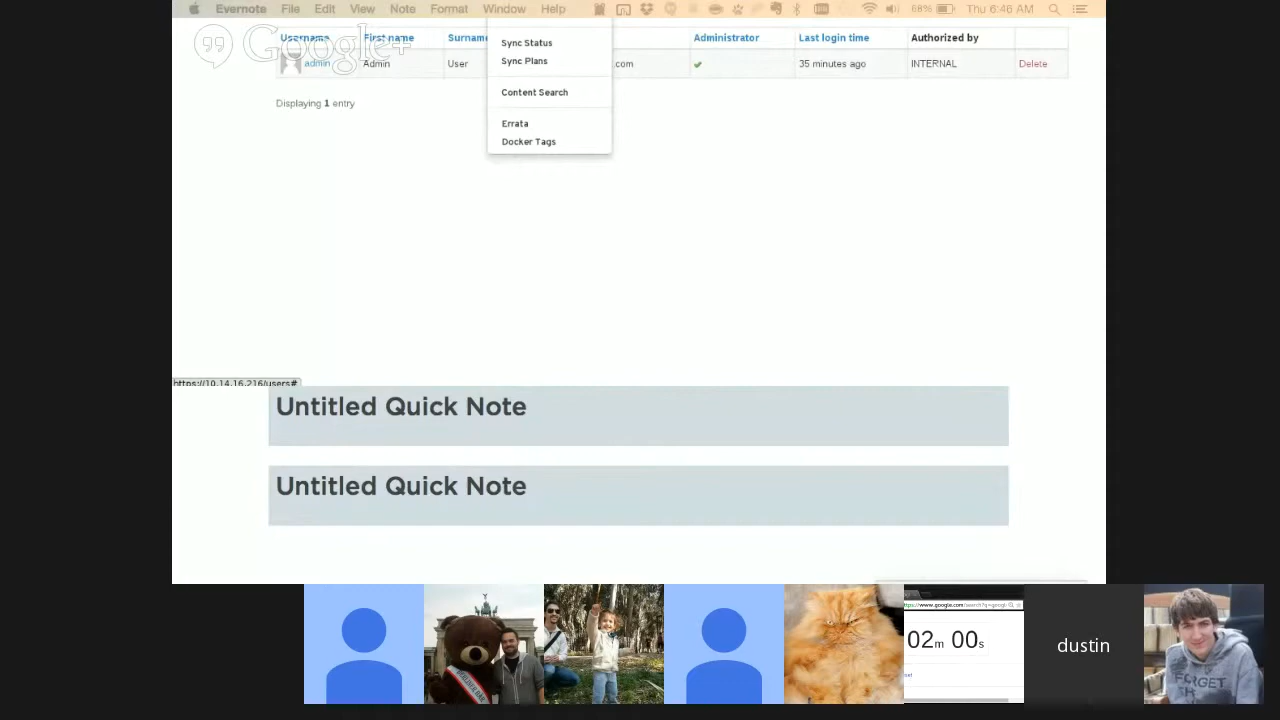 Evernote File Edit View Note Format Window Help 68% Thu 6:46 AM
Google+
Username First name Surname Administrator Last login time Authorized by
admin Admin User .com 35 minutes ago INTERNAL Delete
Displaying 1 entry
Sync Status
Sync Plans
Content Search
Errata
Docker Tags
https://10.14.16.216/users#
Untitled Quick Note
Untitled Quick Note
02m 00s
dustin
FORGET